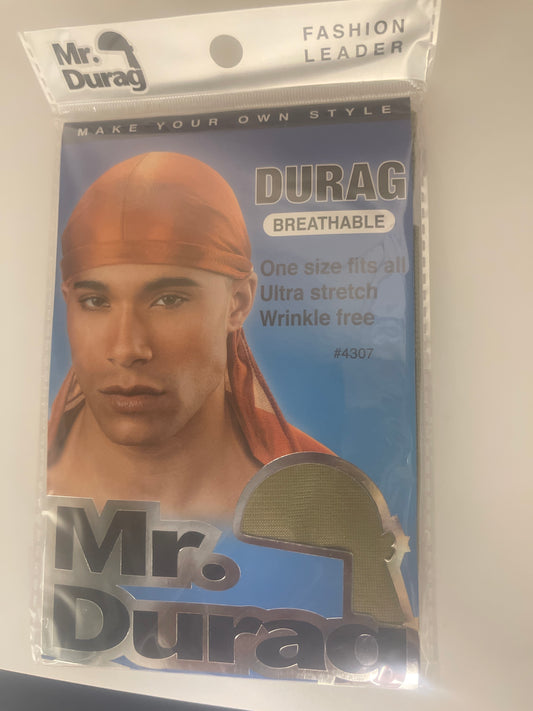 Mr.
Durag
FASHION
LEADER
MAKE YOUR OWN STYLE
DURAG
BREATHABLE
One size fits all
Ultra stretch
Wrinkle free
#4307
Mr.
Durag